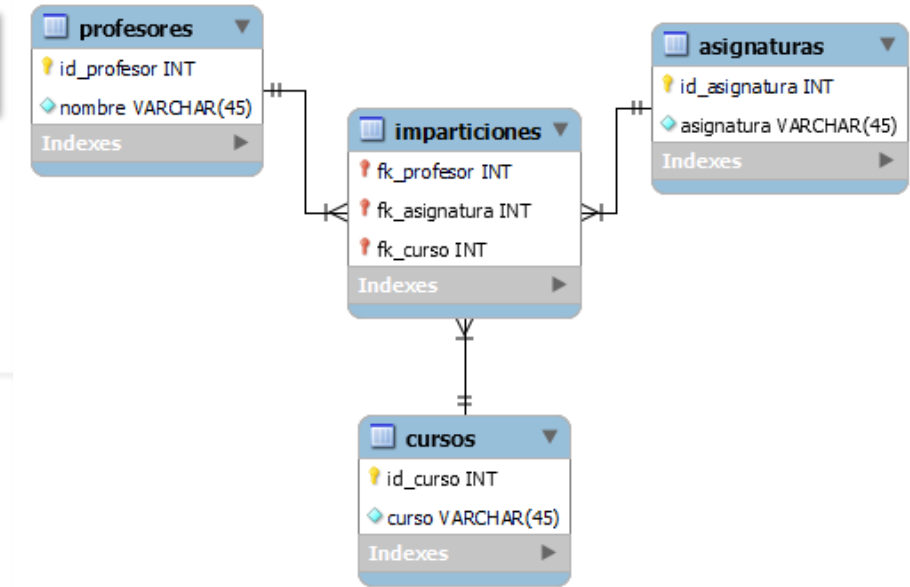 profesores
id_profesor INT
nombre VARCHAR(45)
Indexes
asignaturas
id_asignatura INT
asignatura VARCHAR(45)
Indexes
imparticiones
fk_profesor INT
fk_asignatura INT
fk_curso INT
Indexes
cursos
id_curso INT
curso VARCHAR(45)
Indexes